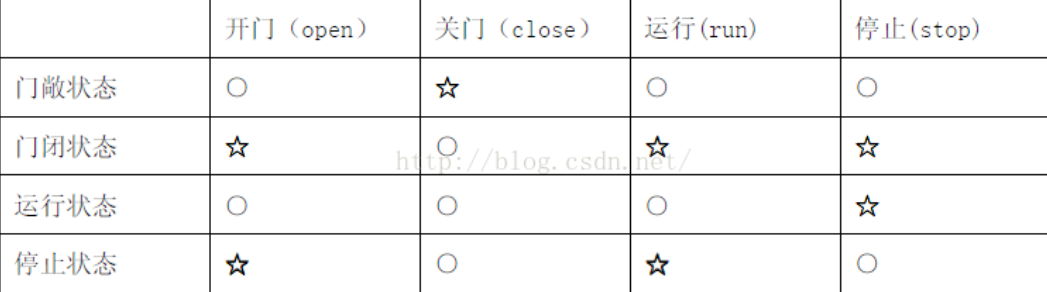 开门（open） 关门（close） 运行(run) 停止(stop)
门敞状态 ○ ☆ ○ ○
门闭状态 ☆ ○ ☆ ☆
http://blog.csdn.net/
运行状态 ○ ○ ○ ☆
停止状态 ☆ ○ ☆ ○